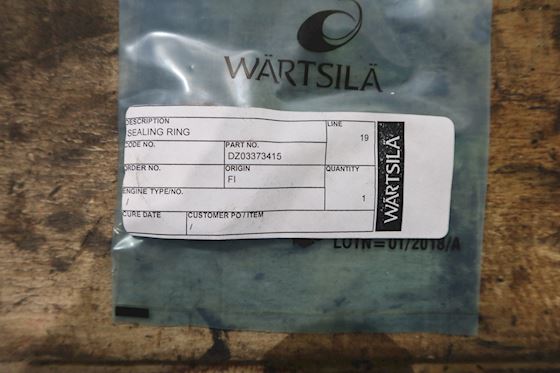 WÄRTSILÄ
DESCRIPTION
SEALING RING
LINE
19
CODE NO.
PART NO.
DZ03373415
ORDER NO.
ORIGIN
FI
QUANTITY
1
ENGINE TYPE/NO.
/
CURE DATE
CUSTOMER PO/ITEM
/
WÄRTSILÄ
LOTN=01/2018/A